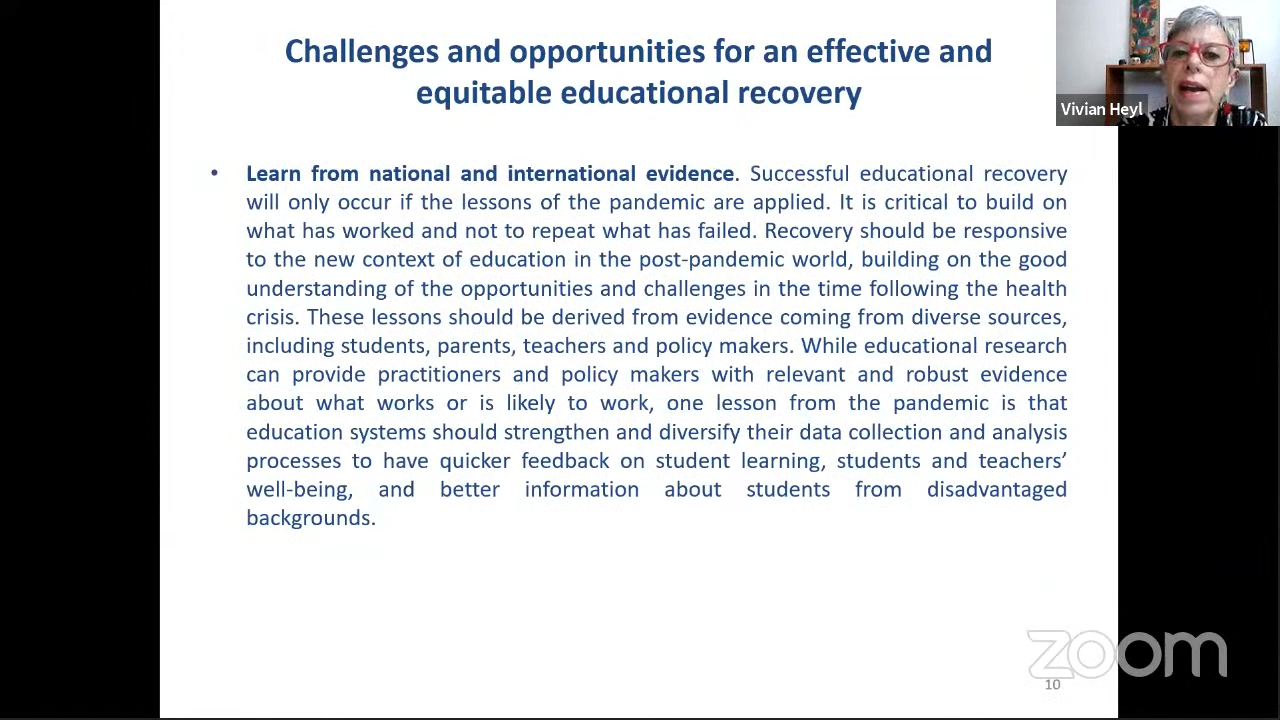 Challenges and opportunities for an effective and
equitable educational recovery
Vivian Heyl
• Learn from national and international evidence. Successful educational recovery
will only occur if the lessons of the pandemic are applied. It is critical to build on
what has worked and not to repeat what has failed. Recovery should be responsive
to the new context of education in the post-pandemic world, building on the good
understanding of the opportunities and challenges in the time following the health
crisis. These lessons should be derived from evidence coming from diverse sources,
including students, parents, teachers and policy makers. While educational research
can provide practitioners and policy makers with relevant and robust evidence
about what works or is likely to work, one lesson from the pandemic is that
education systems should strengthen and diversify their data collection and analysis
processes to have quicker feedback on student learning, students and teachers’
well-being, and better information about students from disadvantaged
backgrounds.
zoom
10